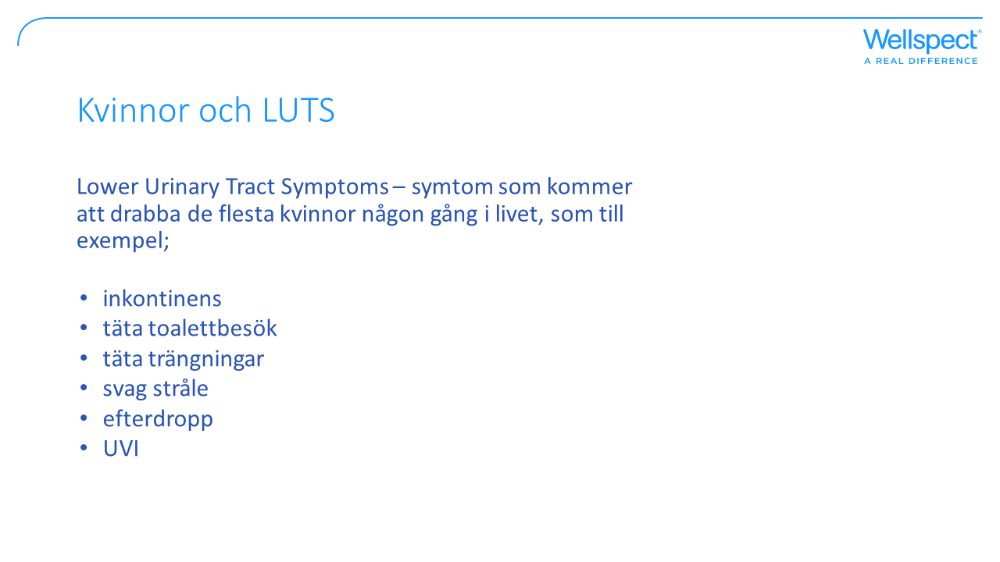 Wellspect®
A REAL DIFFERENCE
Kvinnor och LUTS
Lower Urinary Tract Symptoms – symtom som kommer
att drabba de flesta kvinnor någon gång i livet, som till
exempel;
• inkontinens
• täta toalettbesök
• täta trängningar
• svag stråle
• efterdropp
• UVI